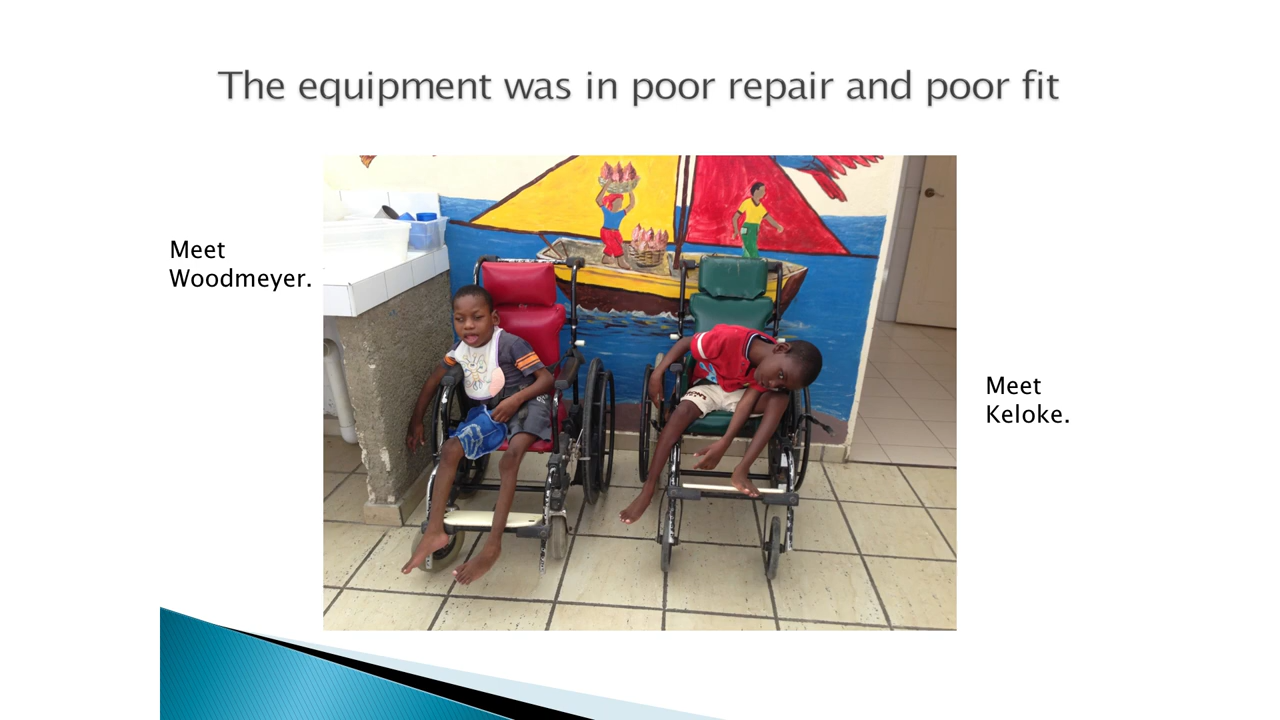 The equipment was in poor repair and poor fit
Meet
Woodmeyer.
Meet
Keloke.